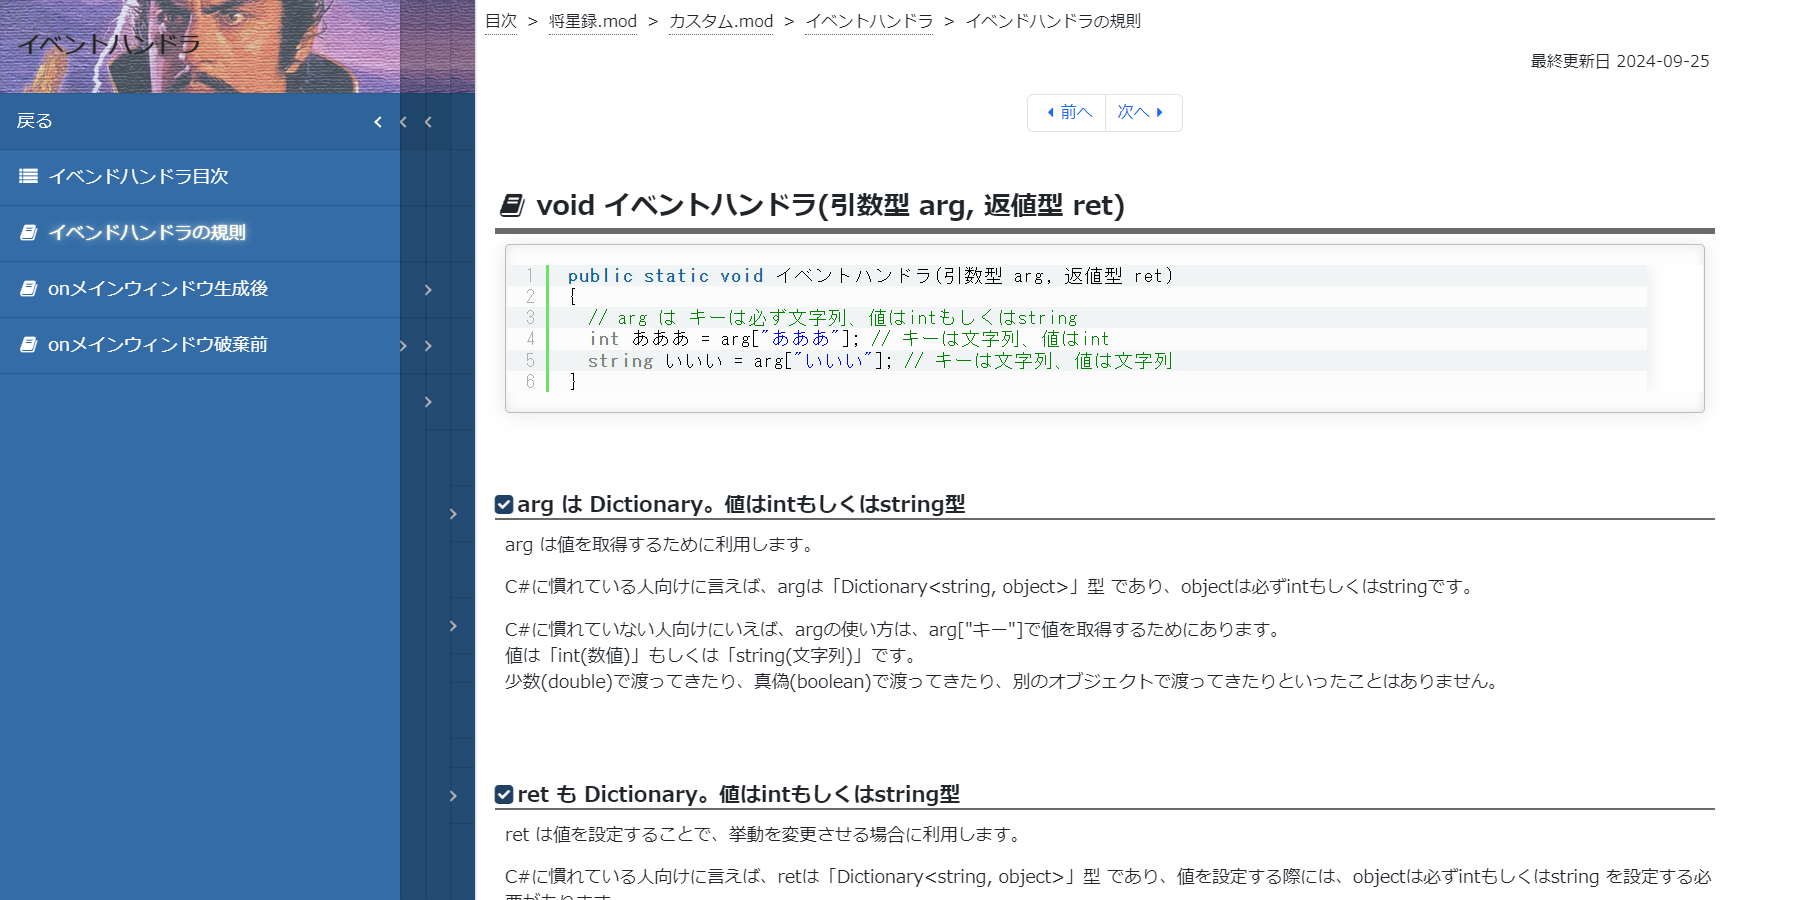 イベントハンドラ
戻る
イベンドハンドラ目次
イベンドハンドラの規則
onメインウィンドウ生成後
onメインウィンドウ破棄前
目次 > 将星録.mod > カスタム.mod > イベントハンドラ > イベンドハンドラの規則
最終更新日 2024-09-25
前へ 次へ
void イベントハンドラ(引数型 arg, 返値型 ret)
1 public static void イベントハンドラ(引数型 arg, 返値型 ret)
2 {
3 // arg は キーは必ず文字列、値はintもしくはstring
4 int あああ = arg["あああ"]; // キーは文字列、値はint
5 string いいい = arg["いいい"]; // キーは文字列、値は文字列
6 }
arg は Dictionary。値はintもしくはstring型
arg は値を取得するために利用します。
C#に慣れている人向けに言えば、argは「Dictionary<string, object>」型 であり、objectは必ずintもしくはstringです。
C#に慣れていない人向けにいえば、argの使い方は、arg["キー"]で値を取得するためにあります。
値は「int(数値)」もしくは「string(文字列)」です。
少数(double)で渡ってきたり、真偽(boolean)で渡ってきたり、別のオブジェクトで渡ってきたりといったことはありません。
ret も Dictionary。値はintもしくはstring型
ret は値を設定することで、挙動を変更させる場合に利用します。
C#に慣れている人向けに言えば、retは「Dictionary<string, object>」型 であり、値を設定する際には、objectは必ずintもしくはstring を設定する必